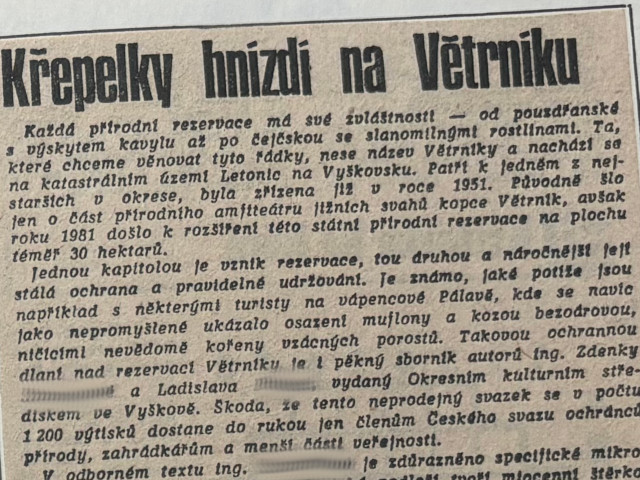 Křepelky hnízdí na Větrníku
Každá přírodní rezervace má své zvláštnosti — od pouzdřanské
s výskytem kavylu až po čejčskou se slanomilnými rostlinami. Ta,
které chceme věnovat tyto řádky, nese název Větrníky a nachází se
na katastrálním území Letonic na Vyškovsku. Patří k jedněm z nej-
starších v okrese, byla zřízena již v roce 1951. Původně šlo
jen o část přírodního amfiteátru jižních svahů kopce Větrník, avšak
roku 1981 došlo k rozšíření této státní přírodní rezervace na plochu
téměř 30 hektarů.
Jednou kapitolou je vznik rezervace, tou druhou a náročnější její
stálá ochrana a pravidelné udržování. Je známo, jaké potíže jsou
například s některými turisty na vápencové Pálavě, kde se navíc
jako nepromyšlené ukázalo osazení muflony a kozou bezodrovou,
ničícími nevědomě kořeny vzácných porostů. Takovou ochrannou
dlaní nad rezervací Větrníky je i pěkný sborník autorů ing. Zdenky
a Ladislava , vydaný Okresním kulturním stře-
diskem ve Vyškově. Škoda, že tento neprodejný svazek se v počtu
1 200 výtisků dostane do rukou jen členům Českého svazu ochránců
přírody, zahrádkářům a menší části veřejnosti.
V odborném textu ing. je zdůrazněno specifické mikro
podloží tvoří miocenní štěrko